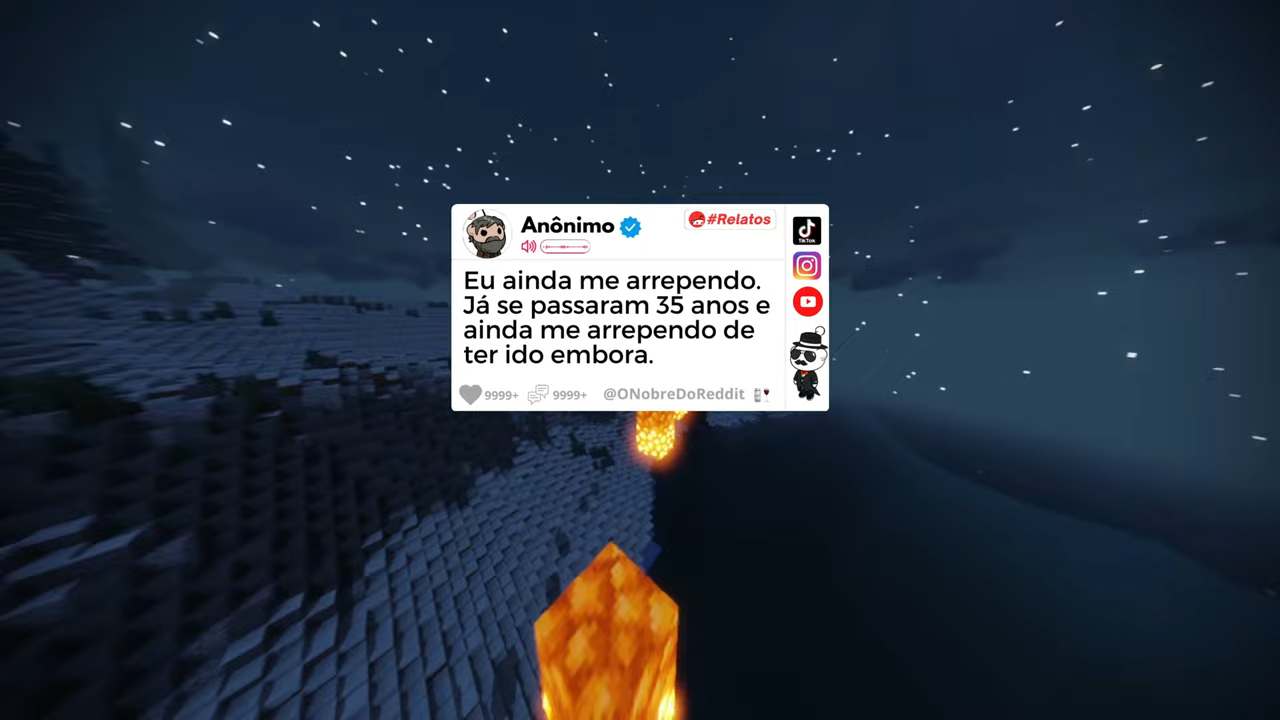 Anônimo
#Relatos
TikTok
Eu ainda me arrependo.
Já se passaram 35 anos e
ainda me arrependo de
ter ido embora.
9999+ 9999+ @ONobreDoReddit